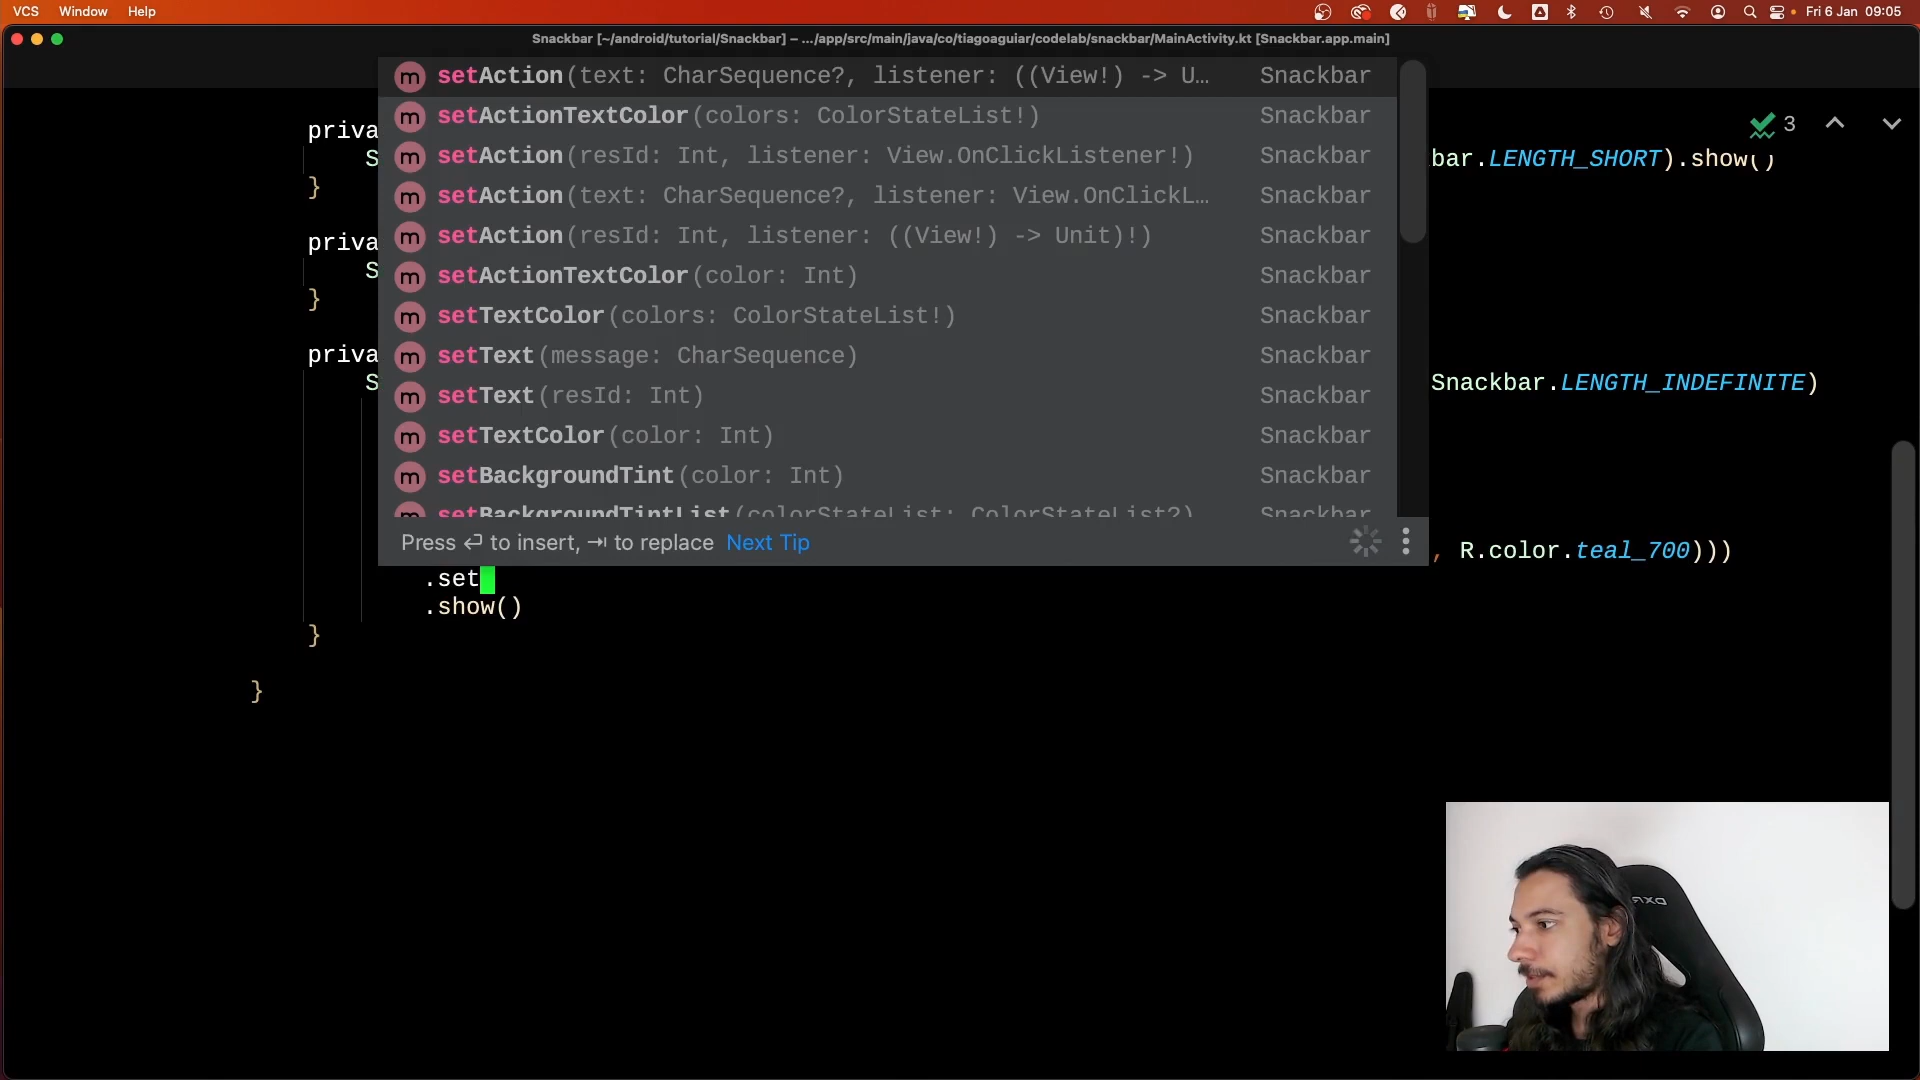 VCS Window Help Fri 6 Jan 09:05
Snackbar [~/android/tutorial/Snackbar] – .../app/src/main/java/co/tiagoaguiar/codelab/snackbar/MainActivity.kt [Snackbar.app.main]
setAction(text: CharSequence?, listener: ((View!) -> U… Snackbar
setActionTextColor(colors: ColorStateList!) Snackbar
setAction(resId: Int, listener: View.OnClickListener!) Snackbar
setAction(text: CharSequence?, listener: View.OnClickL… Snackbar
setAction(resId: Int, listener: ((View!) -> Unit)!) Snackbar
setActionTextColor(color: Int) Snackbar
setTextColor(colors: ColorStateList!) Snackbar
setText(message: CharSequence) Snackbar
setText(resId: Int) Snackbar
setTextColor(color: Int) Snackbar
setBackgroundTint(color: Int) Snackbar
setBackgroundTintList(colorStateList: ColorStateList?) Snackbar
Press ⏎ to insert, ⇥ to replace Next Tip
3
priva
S bar.LENGTH_SHORT).show()
}
priva
S
}
priva
S Snackbar.LENGTH_INDEFINITE)
, R.color.teal_700)))
.set
.show()
}
}
DXR